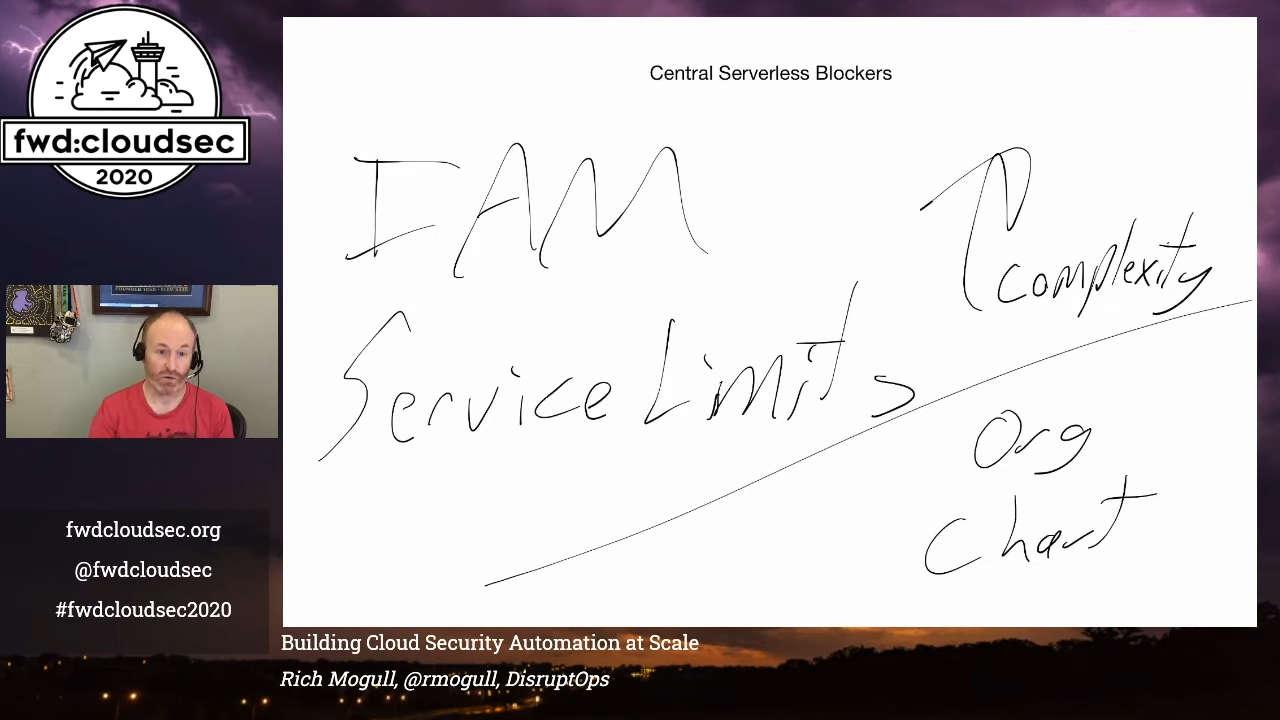 fwd:cloudsec
2020
Central Serverless Blockers
IAM
complexity
Service Limits
Org
Chart
fwdcloudsec.org
@fwdcloudsec
#fwdcloudsec2020
Building Cloud Security Automation at Scale
Rich Mogull, @rmogull, DisruptOps